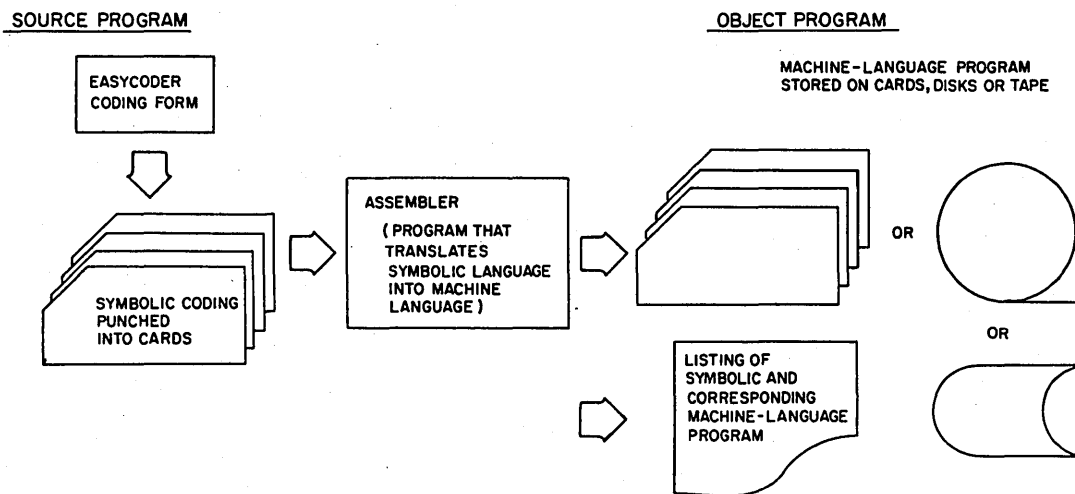 SOURCE PROGRAM
EASYCODER
CODING FORM
SYMBOLIC CODING
PUNCHED
INTO CARDS
ASSEMBLER
(PROGRAM THAT
TRANSLATES
SYMBOLIC LANGUAGE
INTO MACHINE
LANGUAGE)
OBJECT PROGRAM
MACHINE-LANGUAGE PROGRAM
STORED ON CARDS, DISKS OR TAPE
OR
OR
LISTING OF
SYMBOLIC AND
CORRESPONDING
MACHINE-LANGUAGE
PROGRAM